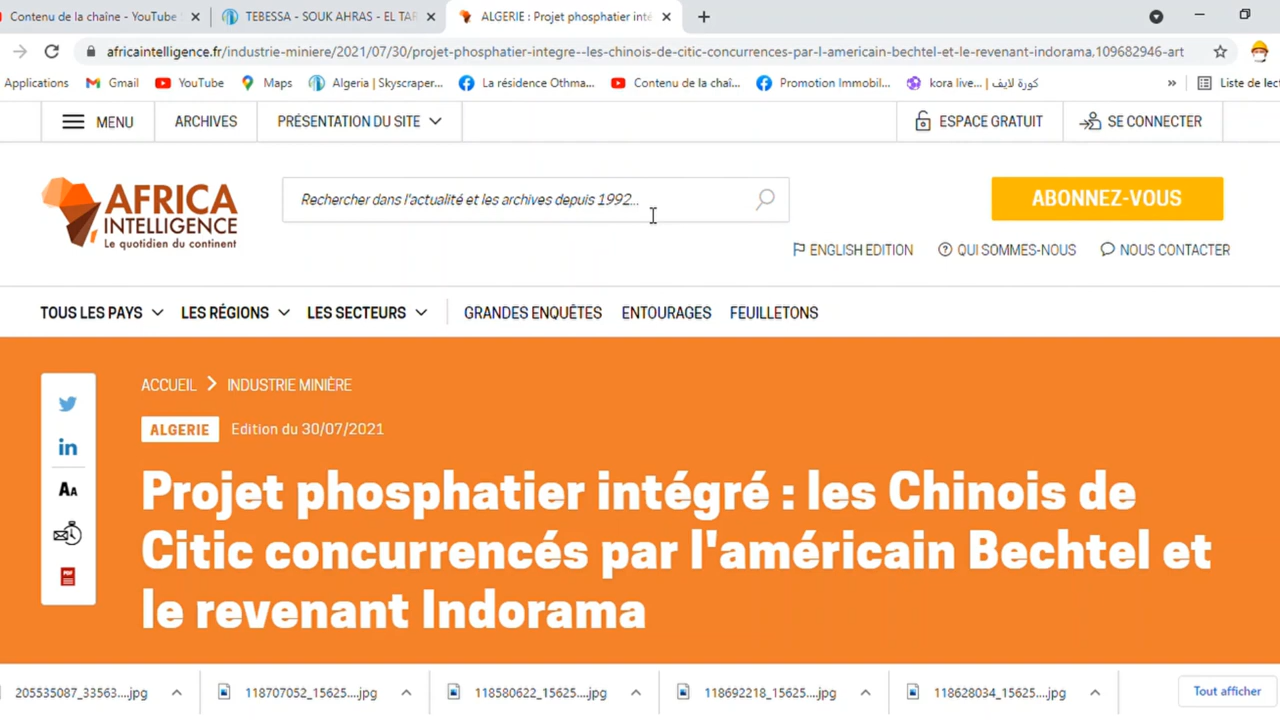 Contenu de la chaîne - YouTube
TEBESSA - SOUK AHRAS - EL TAR
ALGERIE : Projet phosphatier inté
africaintelligence.fr/industrie-miniere/2021/07/30/projet-phosphatier-integre--les-chinois-de-citic-concurrences-par-l-americain-bechtel-et-le-revenant-indorama,109682946-art
Applications
Gmail
YouTube
Maps
Algeria | Skyscraper...
La résidence Othma...
Contenu de la chaî...
Promotion Immobil...
kora live... | كورة لايف
»
Liste de lect
MENU
ARCHIVES
PRÉSENTATION DU SITE
ESPACE GRATUIT
SE CONNECTER
AFRICA
INTELLIGENCE
Le quotidien du continent
Rechercher dans l'actualité et les archives depuis 1992...
ABONNEZ-VOUS
ENGLISH EDITION
QUI SOMMES-NOUS
NOUS CONTACTER
TOUS LES PAYS
LES RÉGIONS
LES SECTEURS
GRANDES ENQUÊTES
ENTOURAGES
FEUILLETONS
ACCUEIL
INDUSTRIE MINIÈRE
ALGERIE
Edition du 30/07/2021
in
AA
PDF
Projet phosphatier intégré : les Chinois de
Citic concurrencés par l'américain Bechtel et
le revenant Indorama
205535087_33563....jpg
118707052_15625....jpg
118580622_15625....jpg
118692218_15625....jpg
118628034_15625....jpg
Tout afficher